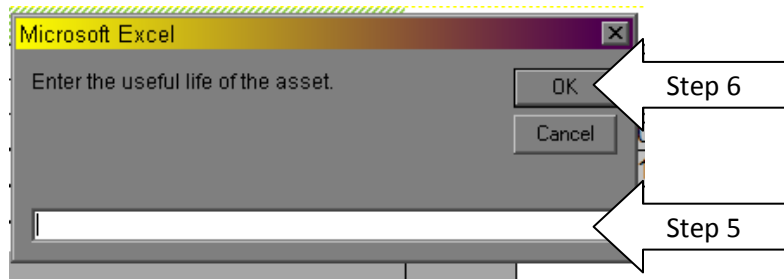 Microsoft Excel
Enter the useful life of the asset.
OK
Step 6
Cancel
Step 5